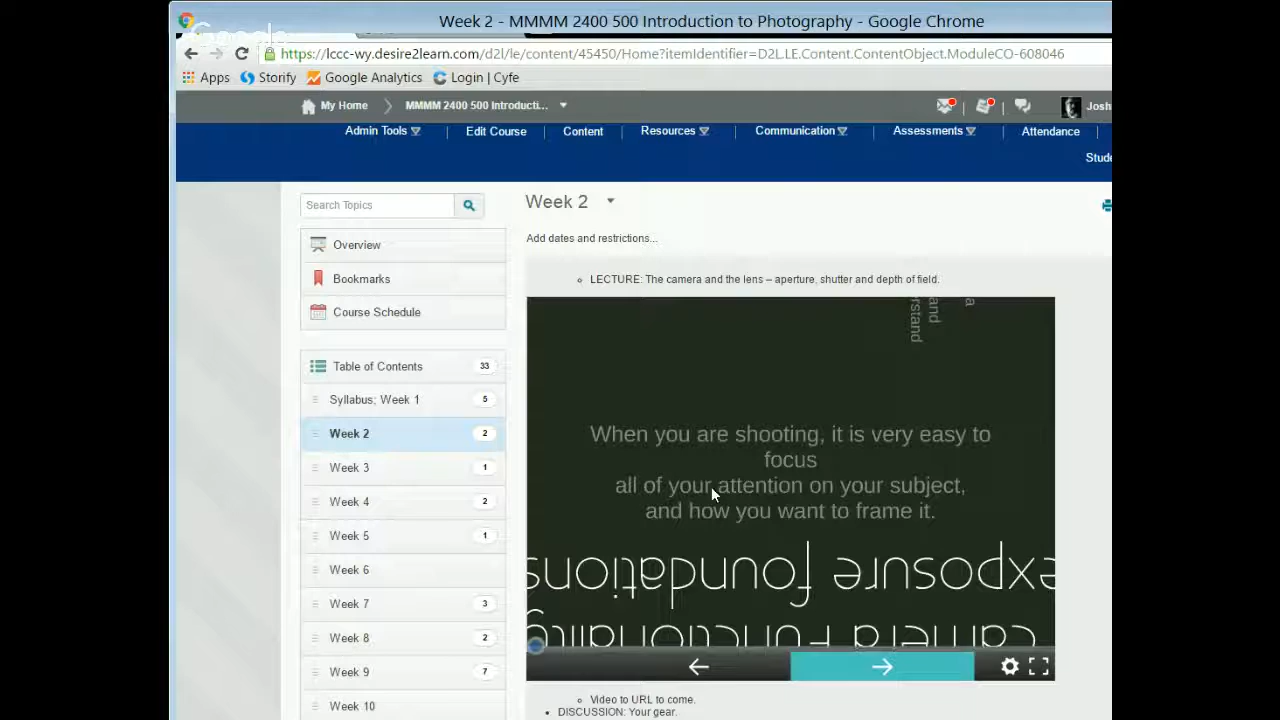 Google
Week 2 - MMMM 2400 500 Introduction to Photography - Google Chrome
https://lccc-wy.desire2learn.com/d2l/le/content/45450/Home?itemIdentifier=D2L.LE.Content.ContentObject.ModuleCO-608046
Apps Storify Google Analytics Login | Cyfe
My Home MMMM 2400 500 Introducti... Josh
Admin Tools Edit Course Content Resources Communication Assessments Attendance
Stude
Search Topics
Week 2
Overview
Add dates and restrictions...
Bookmarks
LECTURE: The camera and the lens – aperture, shutter and depth of field.
Course Schedule
a
and
rstand
Table of Contents 33
Syllabus; Week 1 5
Week 2 2
Week 3 1
Week 4 2
Week 5 1
Week 6
Week 7 3
Week 8 2
Week 9 7
Week 10
When you are shooting, it is very easy to
focus
all of your attention on your subject,
and how you want to frame it.
exposure foundations
camera Functionality
Video to URL to come.
DISCUSSION: Your gear.